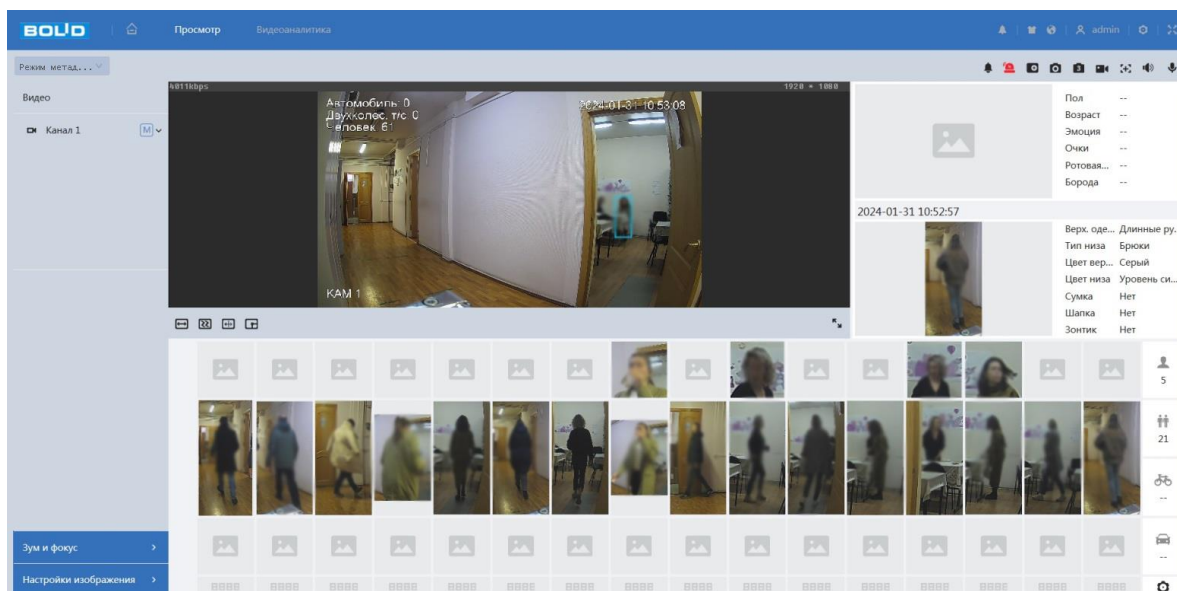 BOLID
Просмотр
Видеоаналитика
admin
Режим метад...
Видео
Канал 1
M
4011kbps
1920 * 1080
Автомобиль: 0
Двухколес. т/с: 0
Человек: 61
2024-01-31 10:53:08
КАМ 1
Пол --
Возраст --
Эмоция --
Очки --
Ротовая... --
Борода --
2024-01-31 10:52:57
Верх. оде... Длинные ру...
Тип низа Брюки
Цвет вер... Серый
Цвет низа Уровень си...
Сумка Нет
Шапка Нет
Зонтик Нет
5
21
--
--
Зум и фокус
Настройки изображения